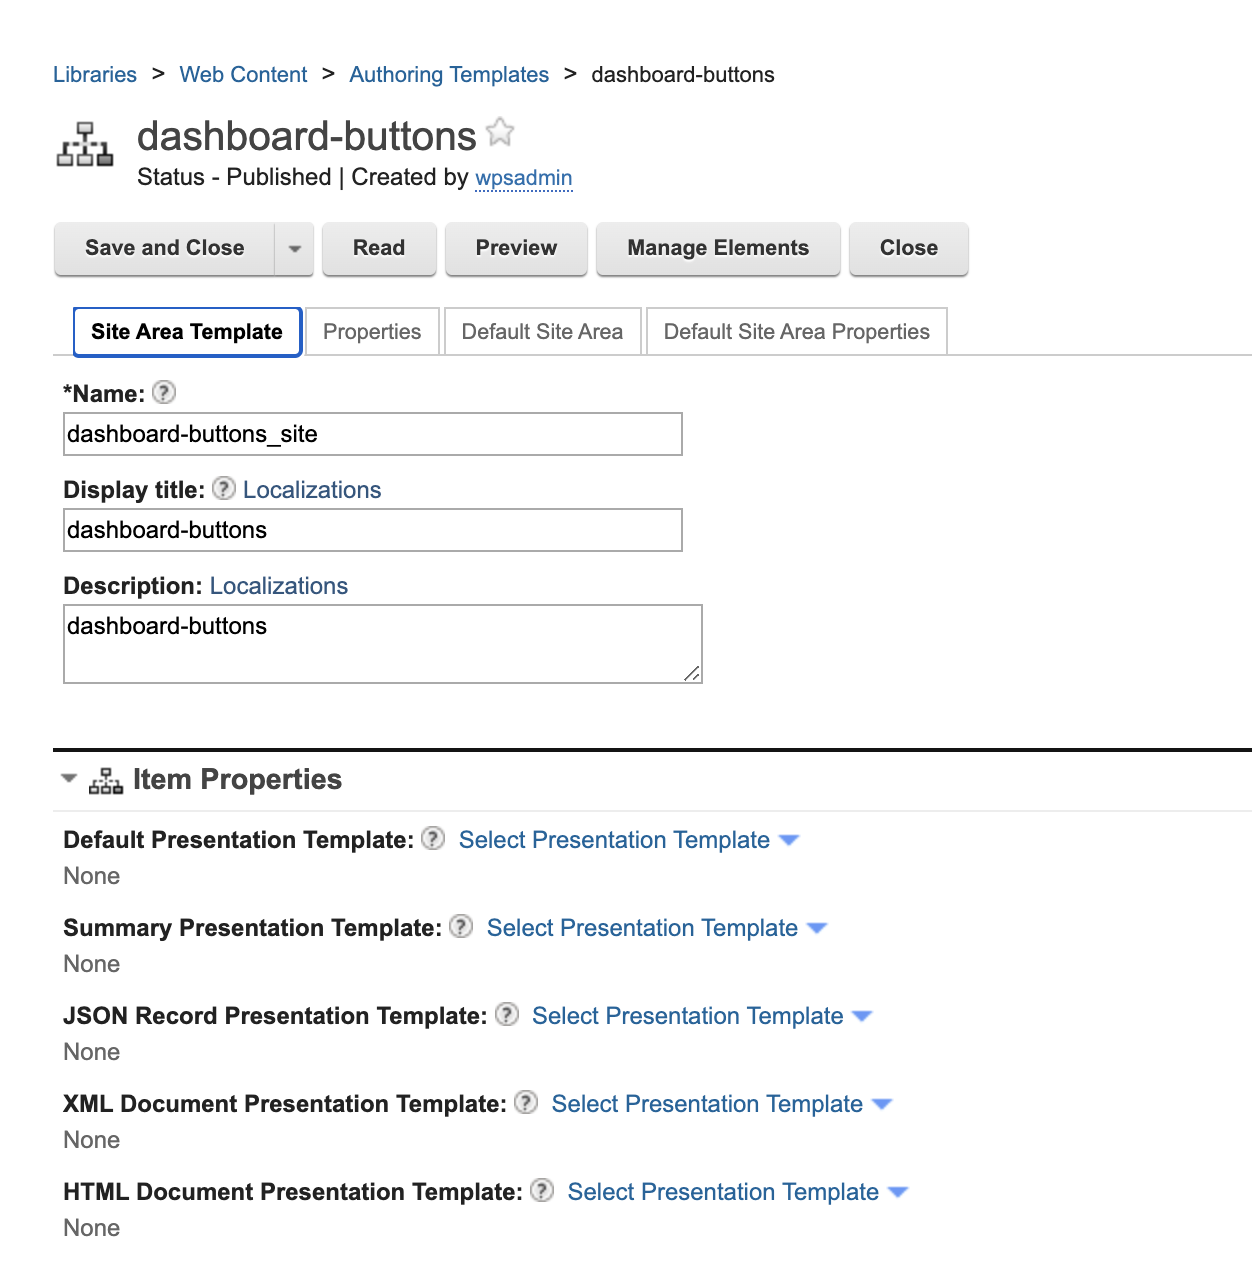 Libraries > Web Content > Authoring Templates > dashboard-buttons
dashboard-buttons
Status - Published | Created by wpsadmin
Save and Close Read Preview Manage Elements Close
Site Area Template Properties Default Site Area Default Site Area Properties
*Name: ?
dashboard-buttons_site
Display title: ? Localizations
dashboard-buttons
Description: Localizations
dashboard-buttons
Item Properties
Default Presentation Template: ? Select Presentation Template
None
Summary Presentation Template: ? Select Presentation Template
None
JSON Record Presentation Template: ? Select Presentation Template
None
XML Document Presentation Template: ? Select Presentation Template
None
HTML Document Presentation Template: ? Select Presentation Template
None